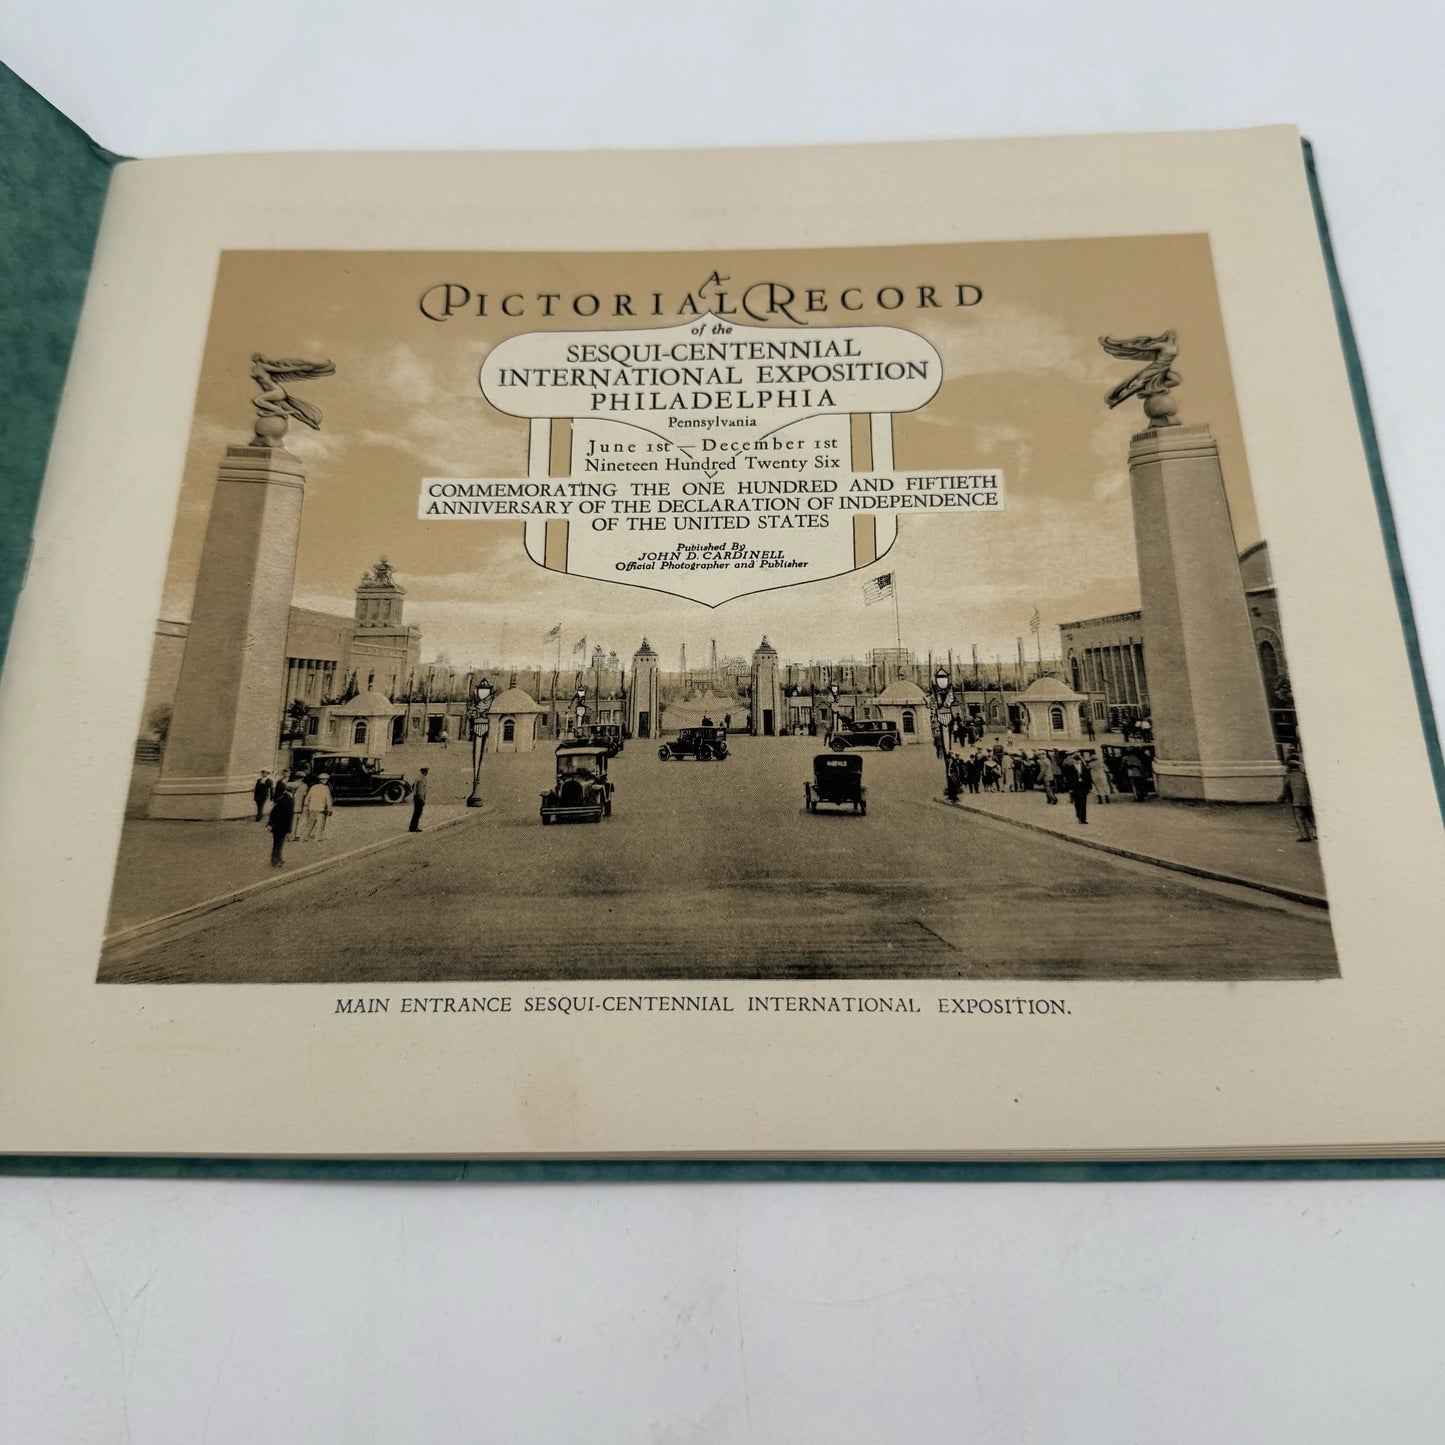 A
PICTORIAL RECORD
of the
SESQUI-CENTENNIAL
INTERNATIONAL EXPOSITION
PHILADELPHIA
Pennsylvania
June 1st — December 1st
Nineteen Hundred Twenty Six
COMMEMORATING THE ONE HUNDRED AND FIFTIETH
ANNIVERSARY OF THE DECLARATION OF INDEPENDENCE
OF THE UNITED STATES
Published By
JOHN D. CARDINELL
Official Photographer and Publisher
MAIN ENTRANCE SESQUI-CENTENNIAL INTERNATIONAL EXPOSITION.